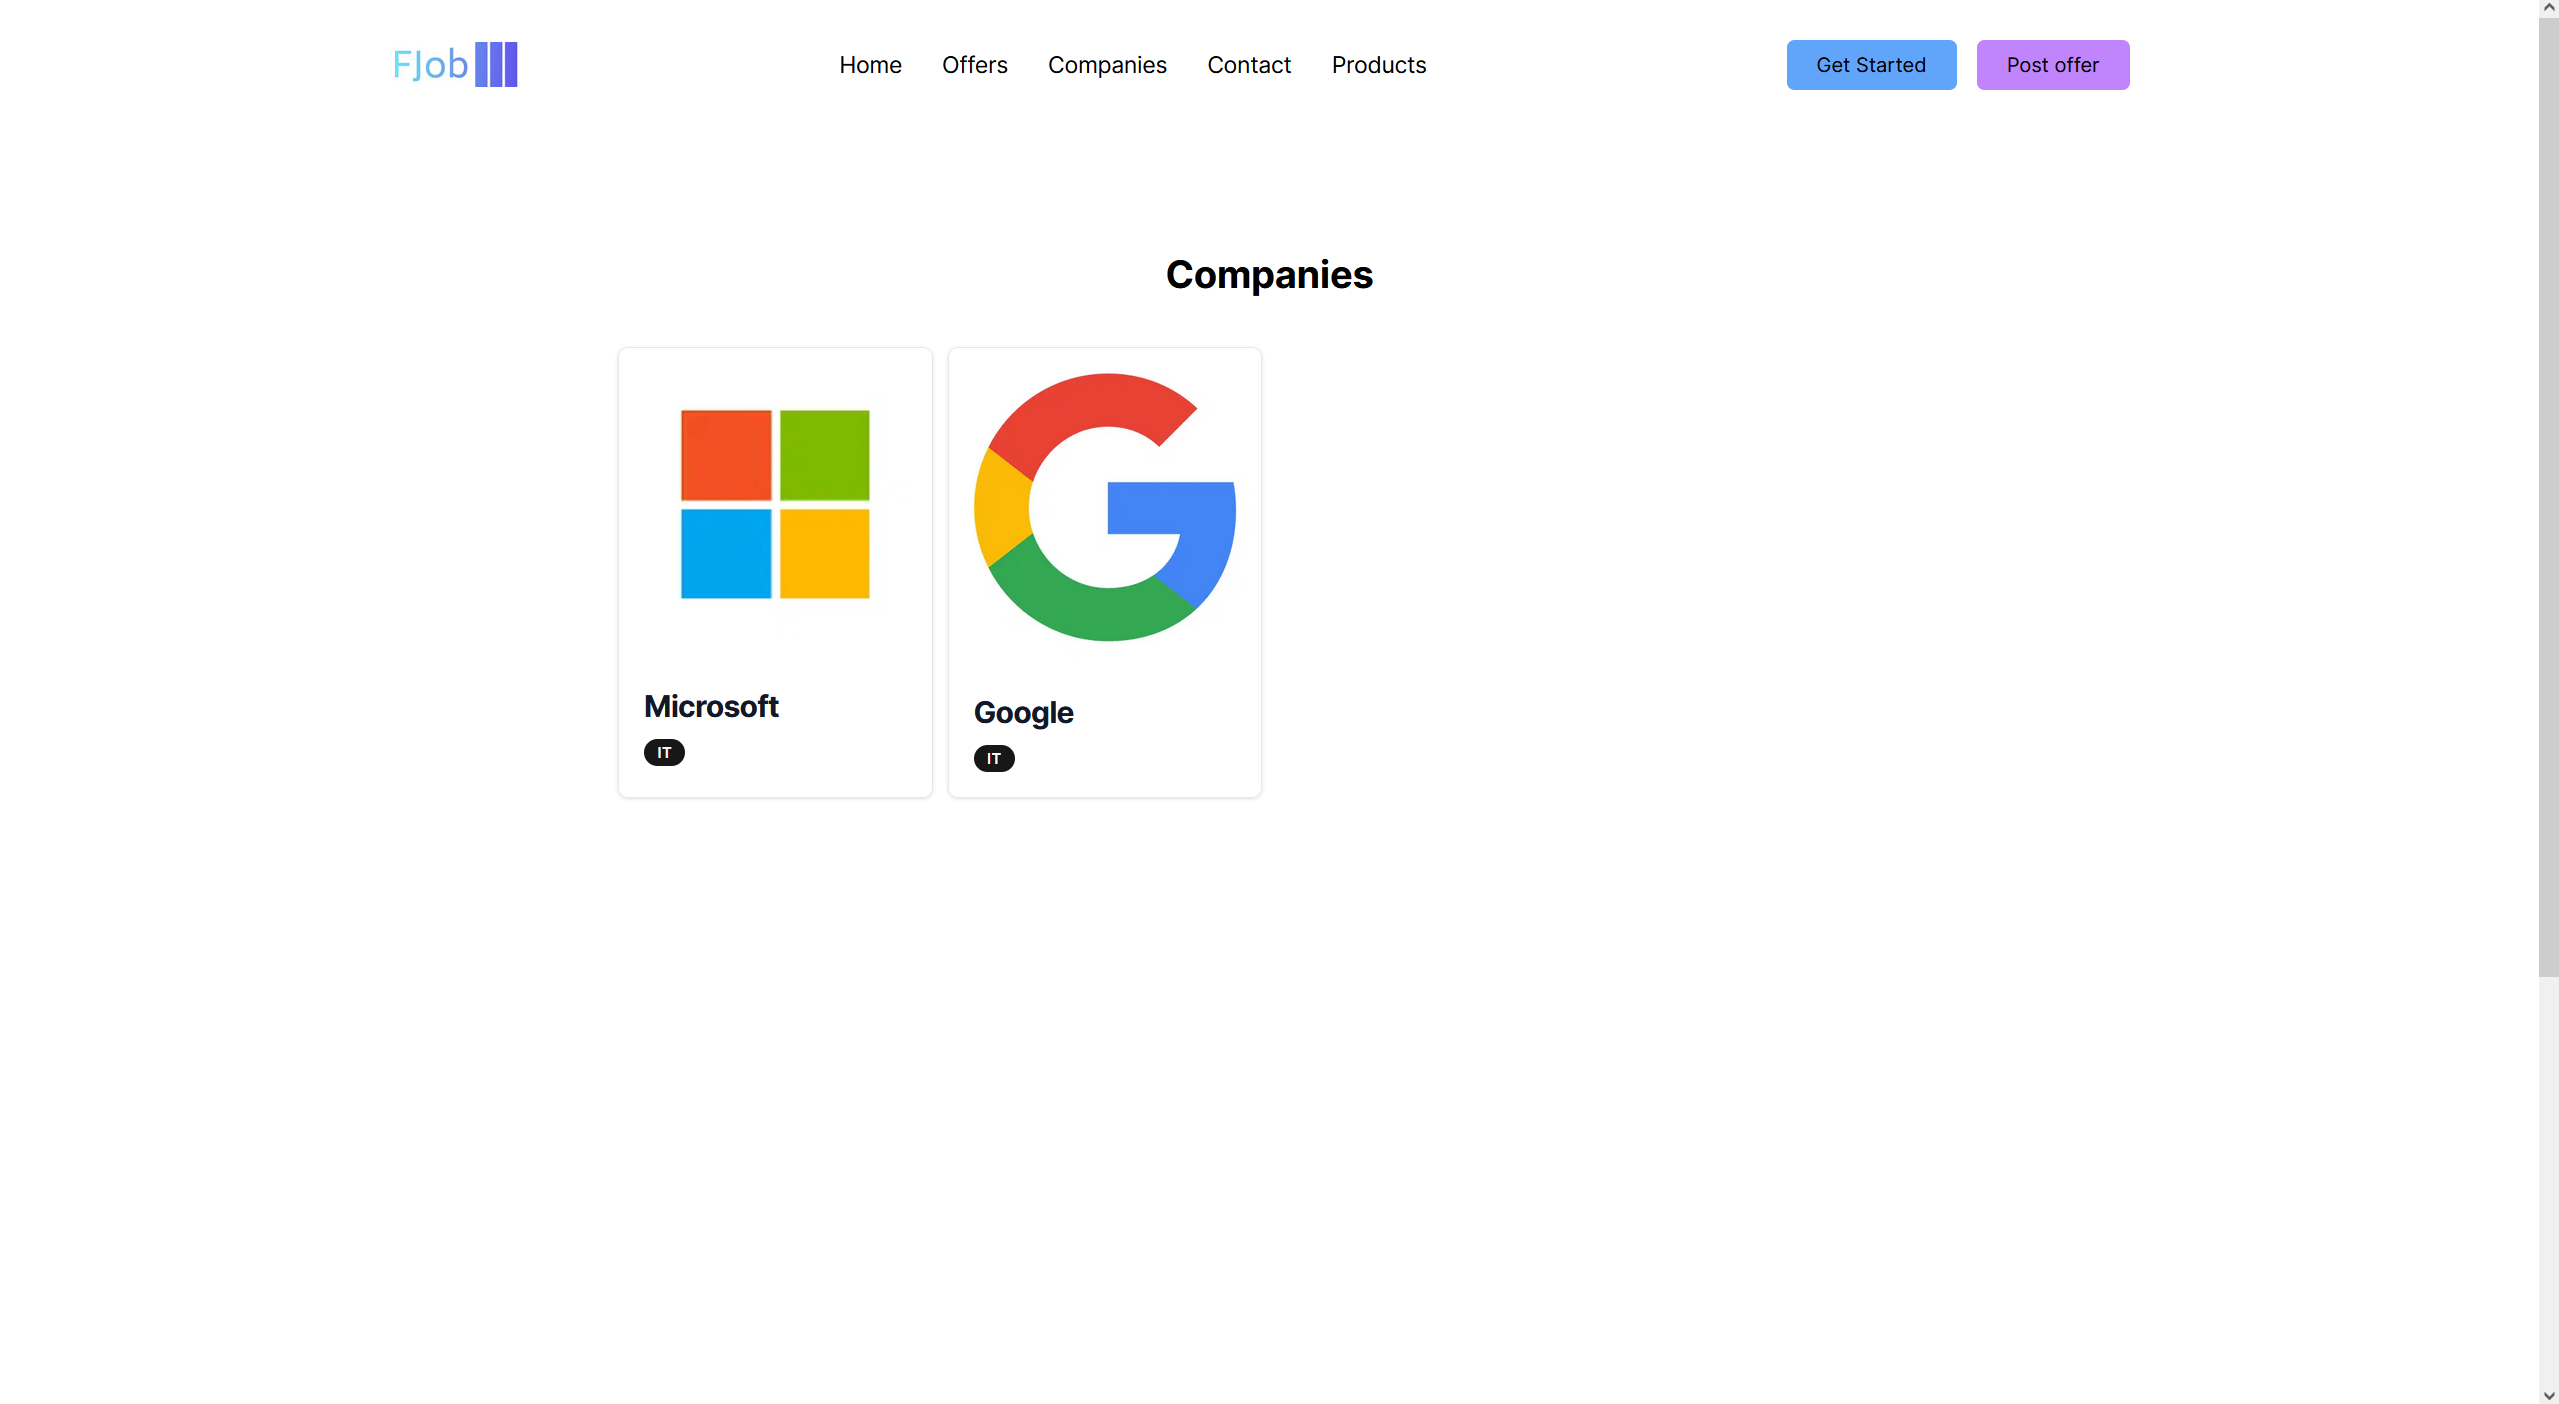 FJob
Home Offers Companies Contact Products
Get Started Post offer
Companies
Microsoft
IT
Google
IT